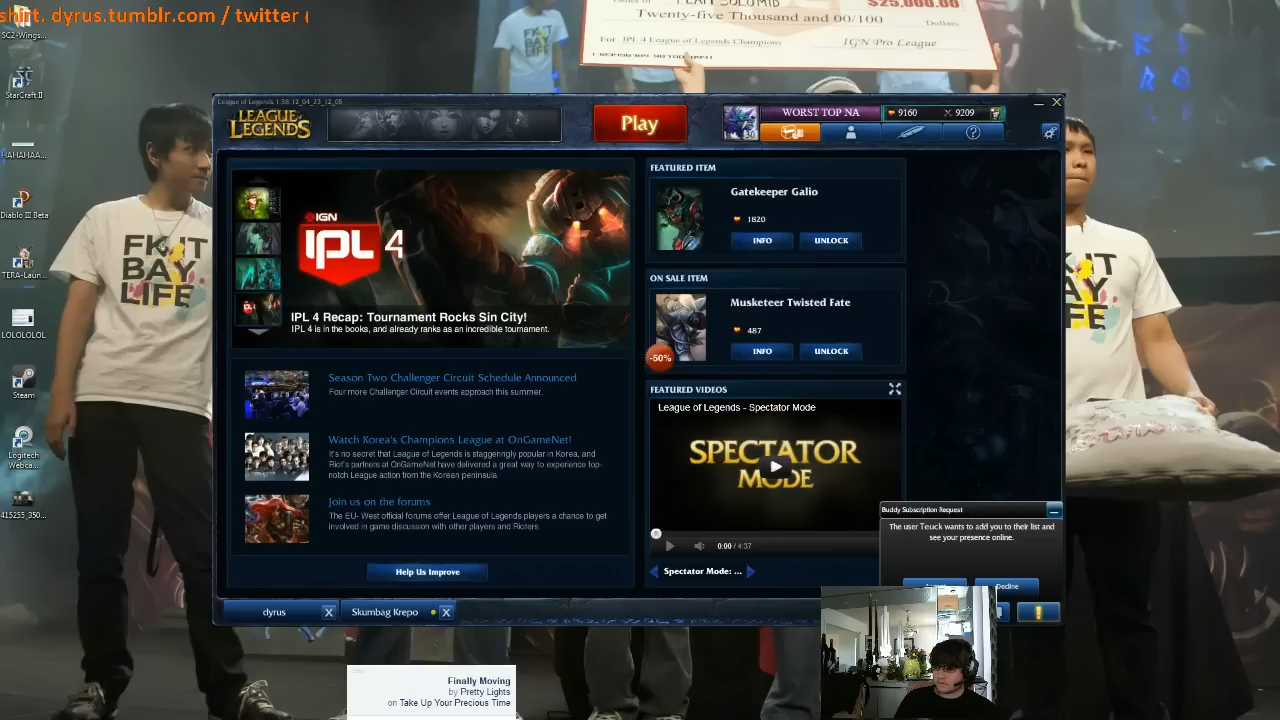 shirt. dyrus.tumblr.com / twitter
SC2-Wings...
StarCraft II
HAHAHAA...
Diablo III Beta
TERA-Laun...
LOLOLOLOL
Steam
Logitech
Webca...
415255_350...
$25,000.00
Twenty-five Thousand and 00/100
Dollars
For IPL 4 League of Legends Champions
IGN Pro League
FK IT
BAY
LIFE
League of Legends 1.58.12_04_23_12_05
LEAGUE
OF
LEGENDS
Play
30
WORST TOP NA
9160
9209
IGN
IPL 4
IPL 4 Recap: Tournament Rocks Sin City!
IPL 4 is in the books, and already ranks as an incredible tournament.
Season Two Challenger Circuit Schedule Announced
Four more Challenger Circuit events approach this summer.
Watch Korea's Champions League at OnGameNet!
It's no secret that League of Legends is staggeringly popular in Korea, and
Riot's partners at OnGameNet have delivered a great way to experience top-
notch League action from the Korean peninsula.
Join us on the forums
The EU- West official forums offer League of Legends players a chance to get
involved in game discussion with other players and Rioters.
Help Us Improve
FEATURED ITEM
Gatekeeper Galio
1820
INFO
UNLOCK
ON SALE ITEM
Musketeer Twisted Fate
487
-50%
INFO
UNLOCK
FEATURED VIDEOS
League of Legends - Spectator Mode
SPECTATOR
MODE
0:00 / 4:37
Spectator Mode: ...
Buddy Subscription Request
The user Teuck wants to add you to their list and
see your presence online.
Decline
dyrus
Skumbag Krepo
Finally Moving
by Pretty Lights
on Take Up Your Precious Time